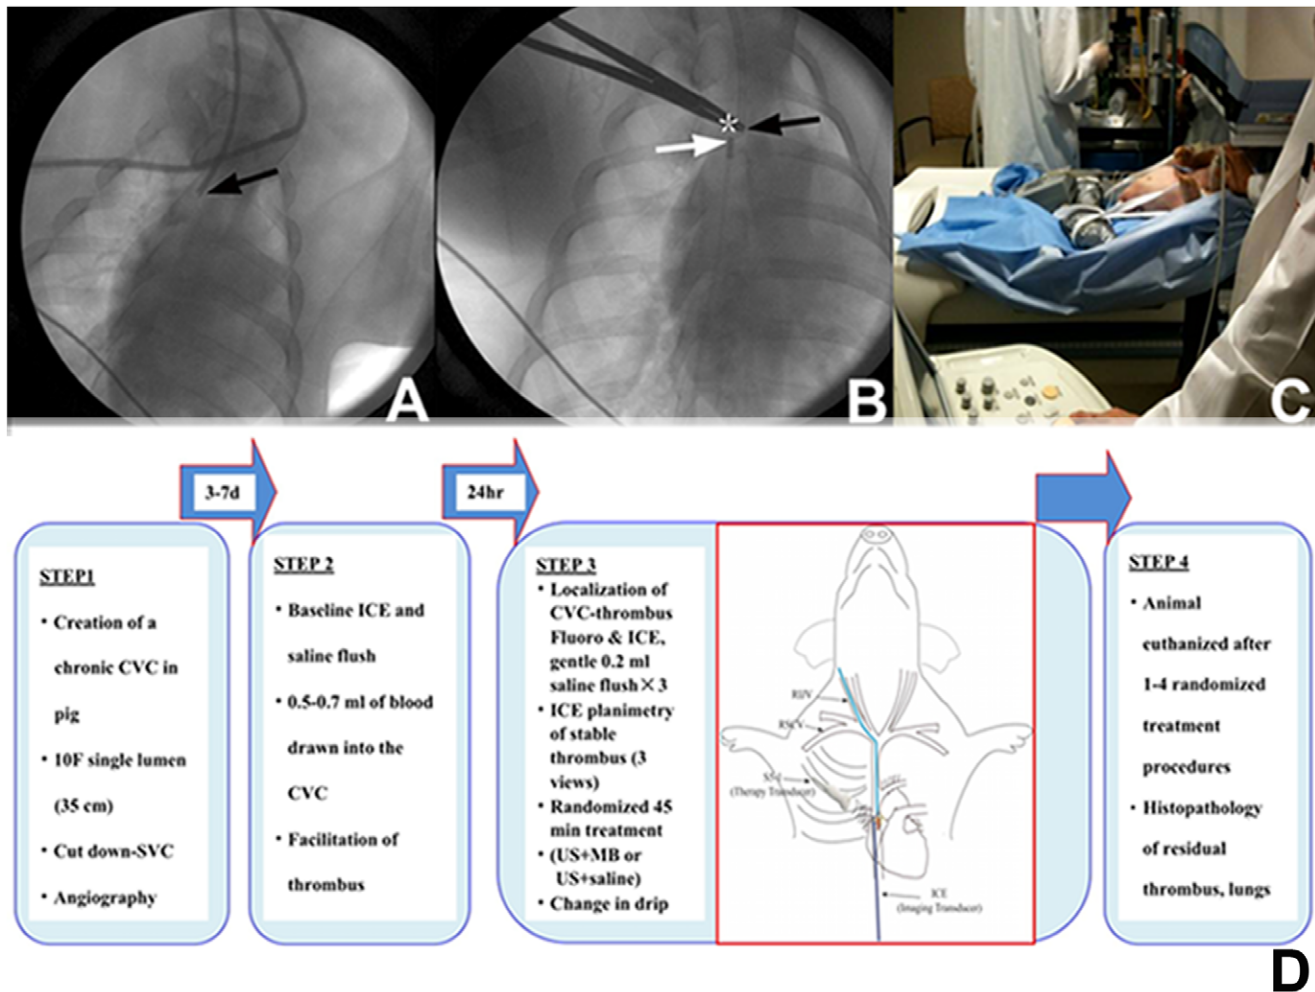 *
A
B
C
3-7d
24hr
STEP1
• Creation of a
chronic CVC in
pig
• 10F single lumen
(35 cm)
• Cut down-SVC
• Angiography
STEP 2
• Baseline ICE and
saline flush
• 0.5-0.7 ml of blood
drawn into the
CVC
• Facilitation of
thrombus
STEP 3
• Localization of
CVC-thrombus
Fluoro & ICE,
gentle 0.2 ml
saline flush×3
• ICE planimetry
of stable
thrombus (3
views)
• Randomized 45
min treatment
• (US+MB or
US+saline)
• Change in drip
RIJV
RSCV
S5-1
(Therapy Transducer)
ICE
(Imaging Transducer)
STEP 4
• Animal
euthanized after
1-4 randomized
treatment
procedures
• Histopathology
of residual
thrombus, lungs
D